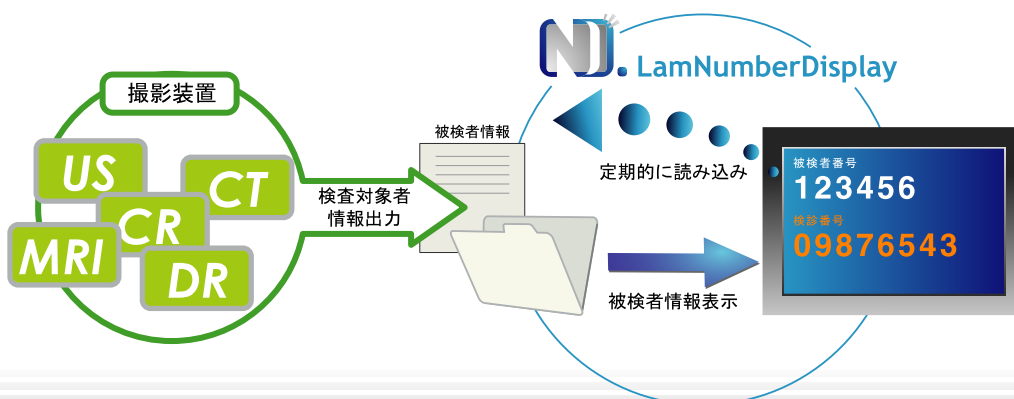 撮影装置
US
CT
CR
MRI
DR
検査対象者
情報出力
被検者情報
NJ.
LamNumberDisplay
定期的に読み込み
被検者情報表示
被検者番号
123456
検診番号
09876543